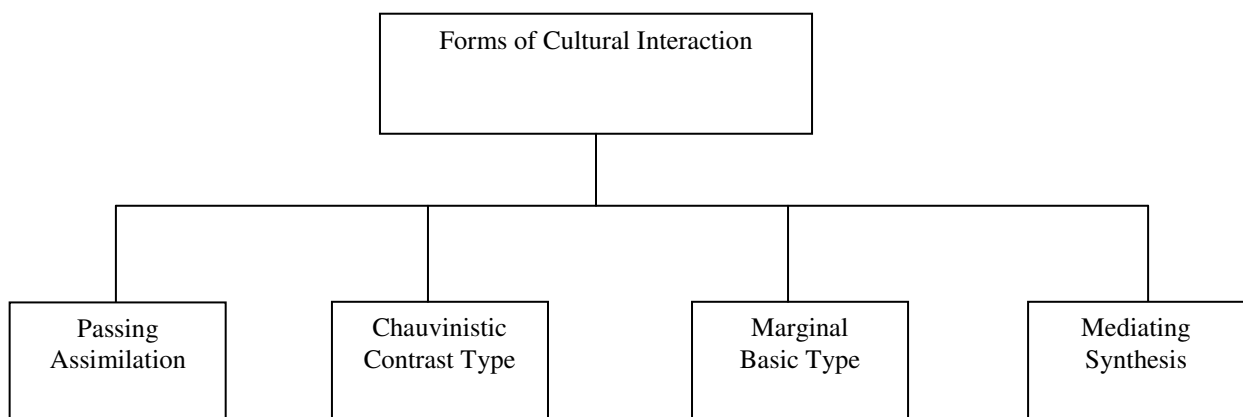 Forms of Cultural Interaction
Passing
Assimilation
Chauvinistic
Contrast Type
Marginal
Basic Type
Mediating
Synthesis